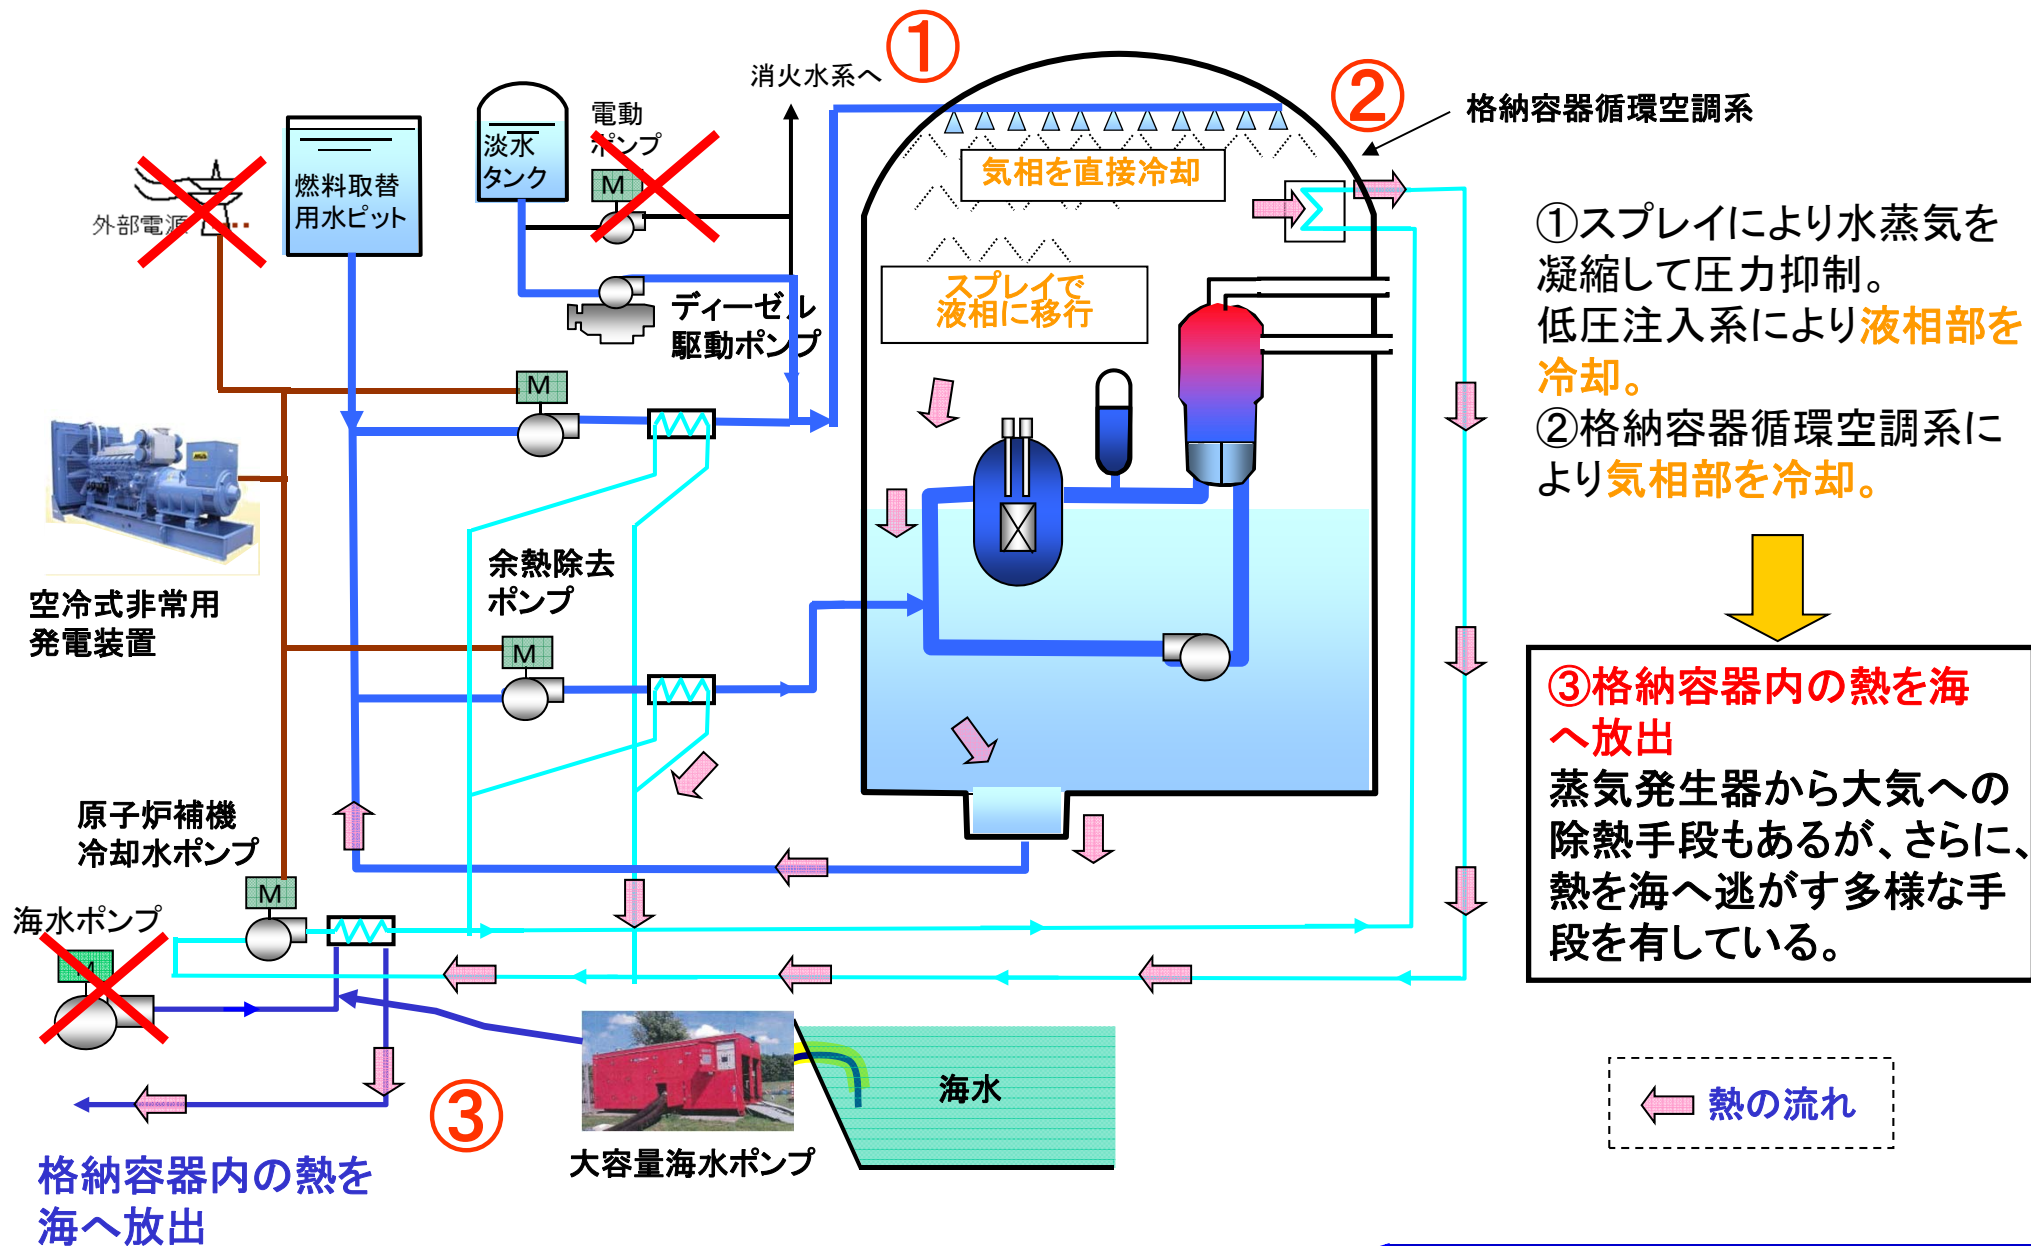 ①
②
消火水系へ
格納容器循環空調系
電動
ポンプ
淡水
タンク
M
燃料取替
用水ピット
外部電源
気相を直接冷却
スプレイで
液相に移行
ディーゼル
駆動ポンプ
M
空冷式非常用
発電装置
余熱除去
ポンプ
M
原子炉補機
冷却水ポンプ
M
海水ポンプ
M
①スプレイにより水蒸気を
凝縮して圧力抑制。
低圧注入系により液相部を
冷却。
②格納容器循環空調系に
より気相部を冷却。
③格納容器内の熱を海
へ放出
蒸気発生器から大気への
除熱手段もあるが、さらに、
熱を海へ逃がす多様な手
段を有している。
③
海水
大容量海水ポンプ
熱の流れ
格納容器内の熱を
海へ放出